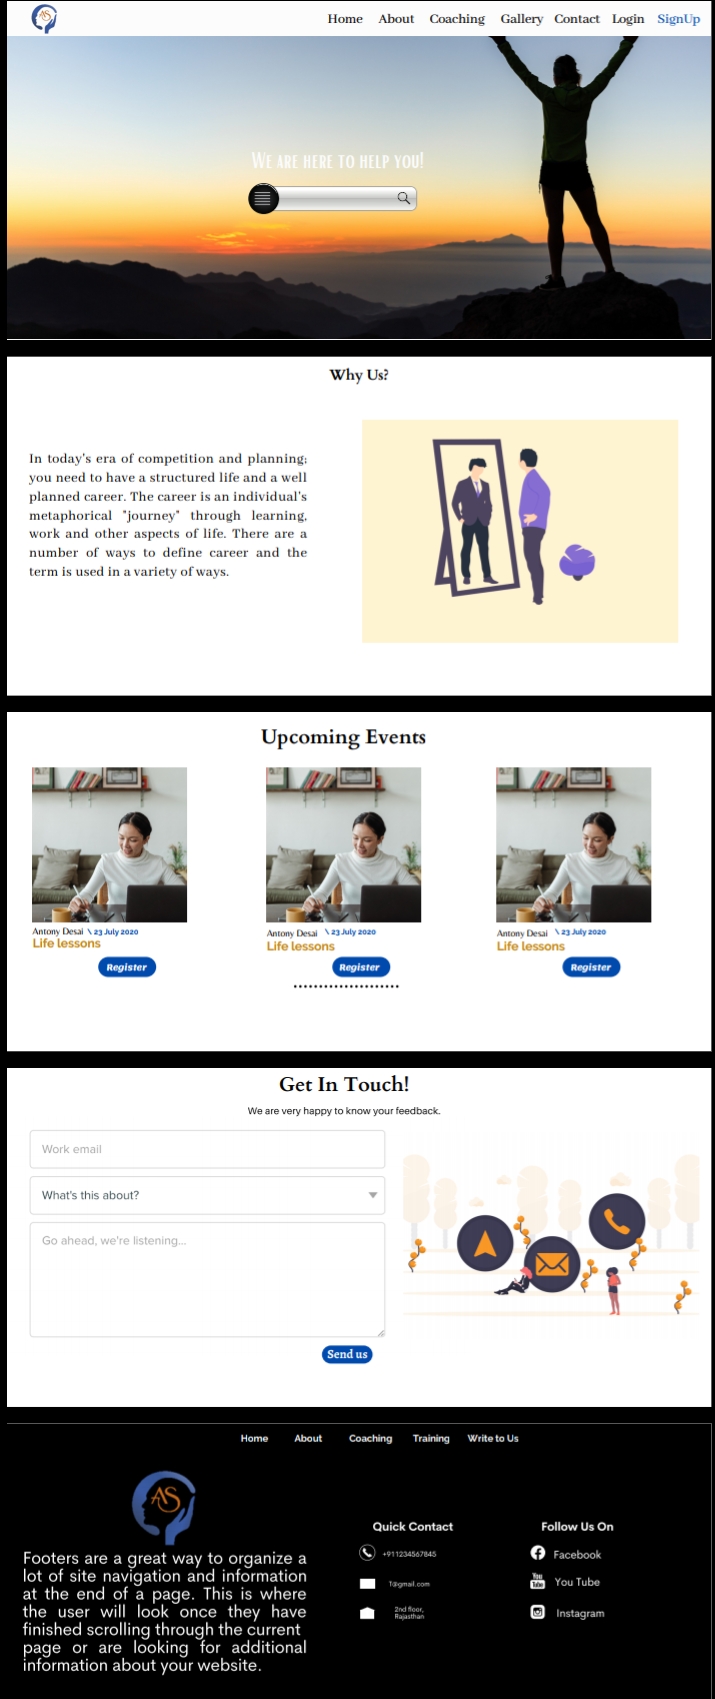 AS
Home About Coaching Gallery Contact Login SignUp
We are here to help you!
Why Us?
In today's era of competition and planning;
you need to have a structured life and a well
planned career. The career is an individual's
metaphorical "journey" through learning,
work and other aspects of life. There are a
number of ways to define career and the
term is used in a variety of ways.
Upcoming Events
Antony Desai \ 23 July 2020
Life lessons
Register
Antony Desai \ 23 July 2020
Life lessons
Register
Antony Desai \ 23 July 2020
Life lessons
Register
Get In Touch!
We are very happy to know your feedback.
Work email
What's this about?
Go ahead, we're listening...
Send us
Home About Coaching Training Write to Us
AS
Footers are a great way to organize a
lot of site navigation and information
at the end of a page. This is where
the user will look once they have
finished scrolling through the current
page or are looking for additional
information about your website.
Quick Contact
+911234567845
T@gmail.com
2nd floor,
Rajasthan
Follow Us On
Facebook
You Tube
You Tube
Instagram